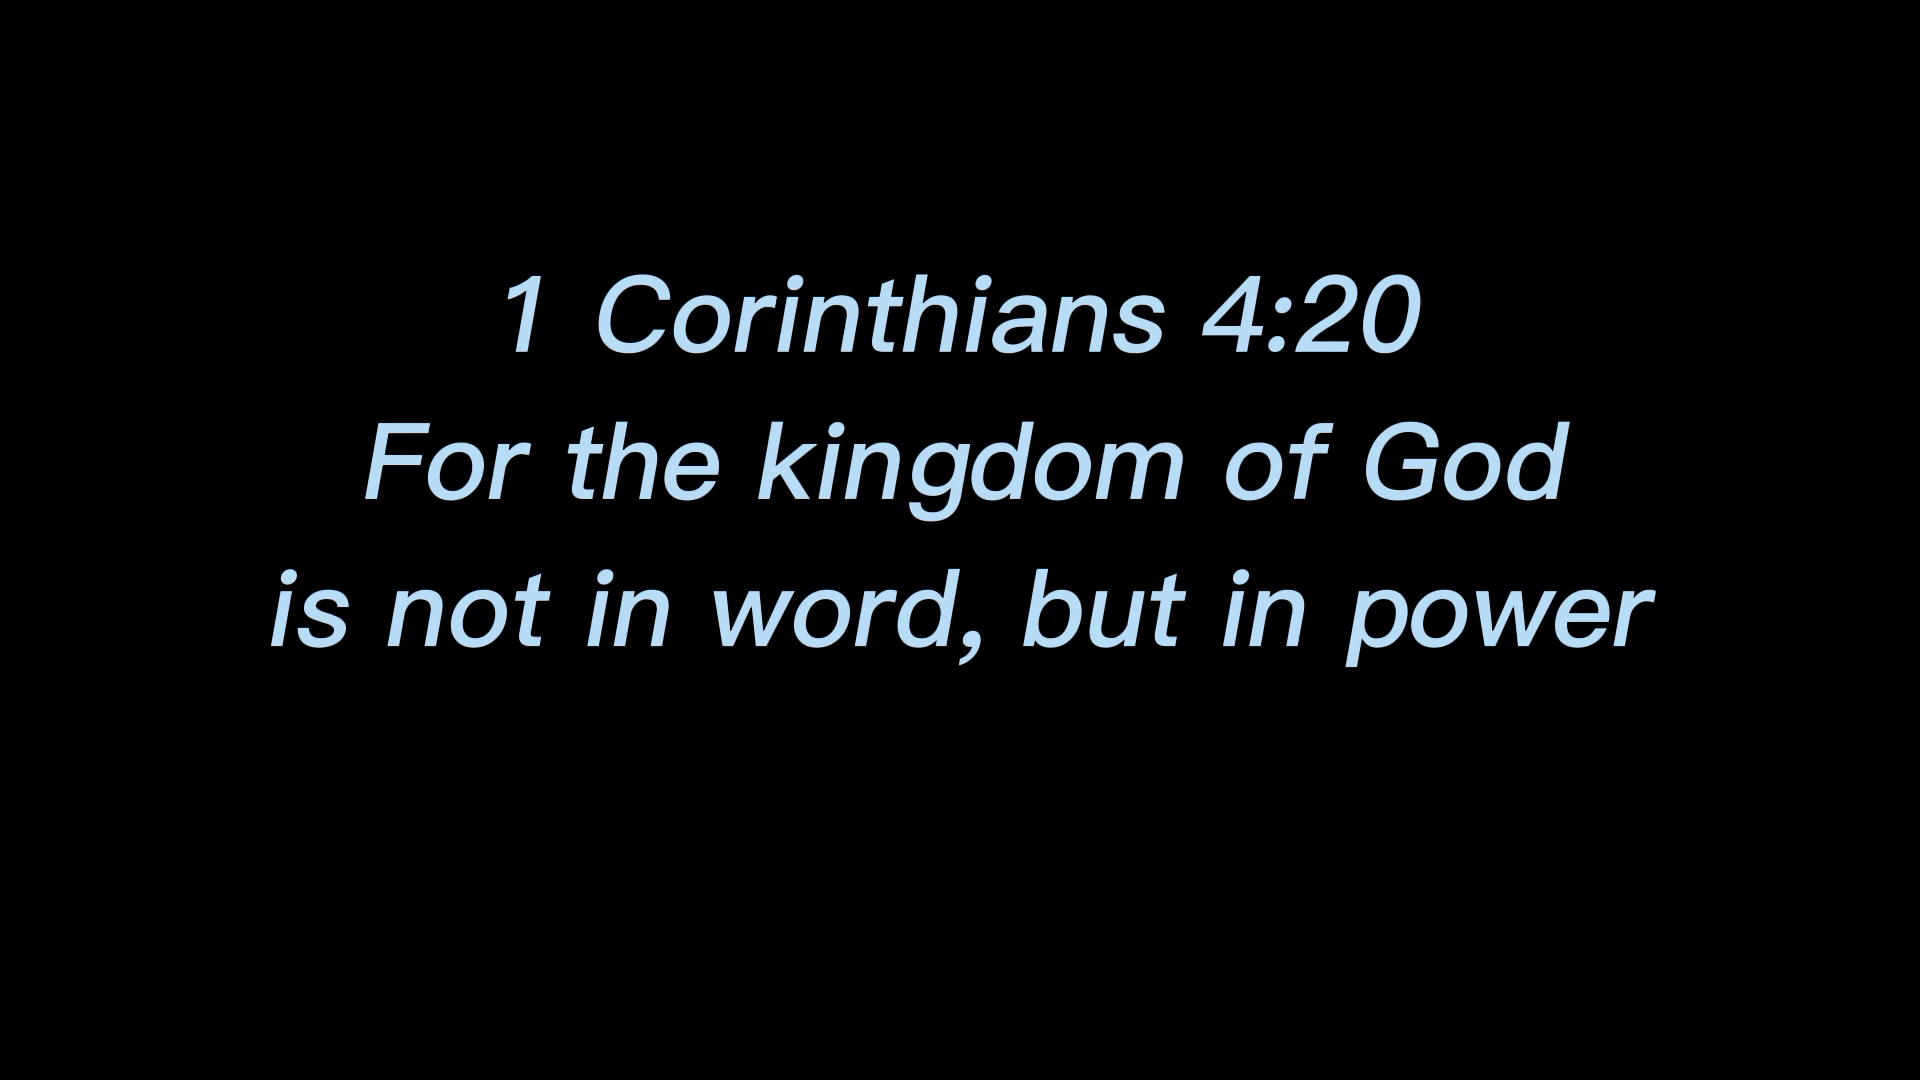 1 Corinthians 4:20
For the kingdom of God
is not in word, but in power